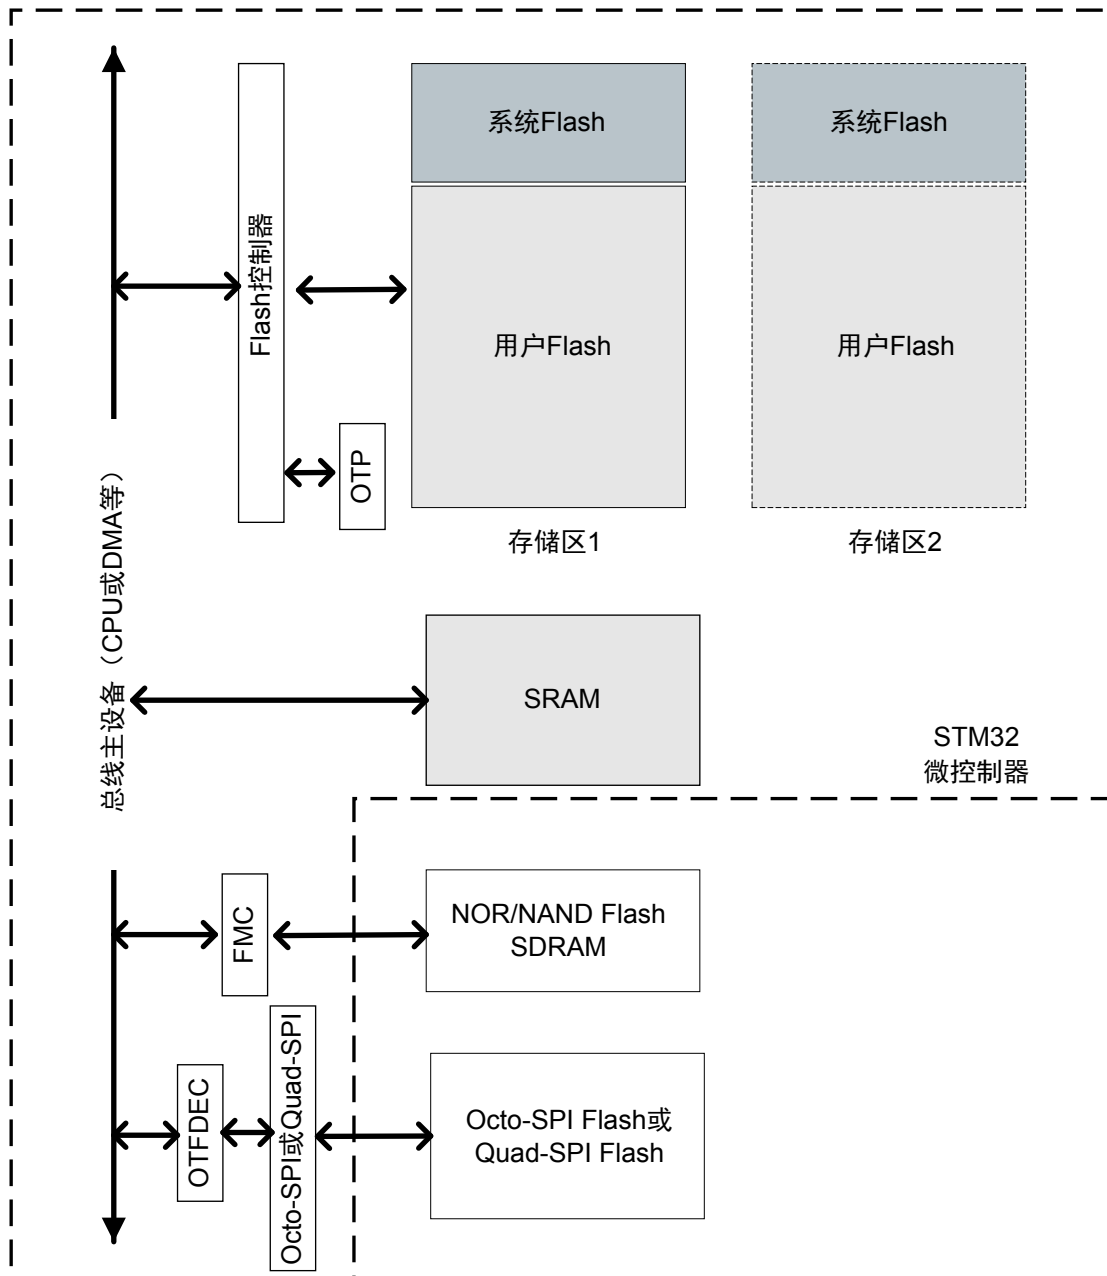 系统Flash
系统Flash
Flash控制器
用户Flash
用户Flash
OTP
存储区1
存储区2
总线主设备（CPU或DMA等）
SRAM
STM32
微控制器
FMC
NOR/NAND Flash
SDRAM
OTFDEC
Octo-SPI或Quad-SPI
Octo-SPI Flash或
Quad-SPI Flash